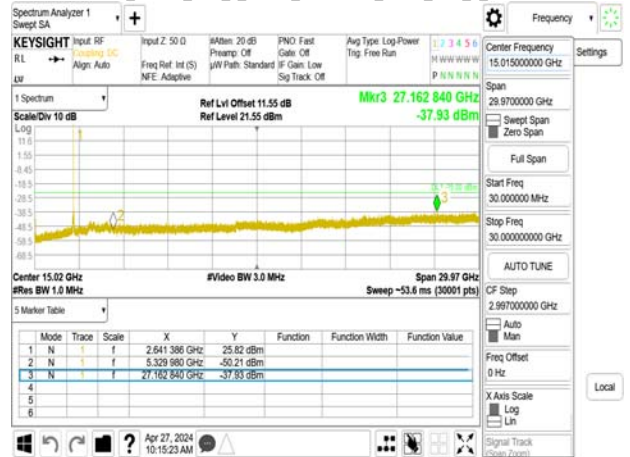 Spectrum Analyzer 1
Swept SA
Frequency
Settings
KEYSIGHT
Input: RF
Coupling: DC
Align: Auto
Input Z: 50 Ω
Freq Ref: Int (S)
NFE: Adaptive
#Atten: 20 dB
Preamp: Off
µW Path: Standard
PNO: Fast
Gate: Off
IF Gain: Low
Sig Track: Off
Avg Type: Log-Power
Trig: Free Run
1 2 3 4 5 6
M W W W W W
P N N N N N
RL
1 Spectrum
Scale/Div 10 dB
Log
Ref Lvl Offset 11.55 dB
Ref Level 21.55 dBm
Mkr3 27.162 840 GHz
-37.93 dBm
11.6
1.55
-8.45
-18.5
-28.5
-38.5
-48.5
-58.5
-68.5
1
2
3
Center 15.02 GHz
#Res BW 1.0 MHz
#Video BW 3.0 MHz
Span 29.97 GHz
Sweep ~53.6 ms (30001 pts)
5 Marker Table
Mode Trace Scale X Y Function Function Width Function Value
1 N 1 f 2.641 386 GHz 25.82 dBm
2 N 1 f 5.329 980 GHz -50.21 dBm
3 N 1 f 27.162 840 GHz -37.93 dBm
4
5
6
Center Frequency
15.015000000 GHz
Span
29.9700000 GHz
Swept Span
Zero Span
Full Span
Start Freq
30.000000 MHz
Stop Freq
30.000000000 GHz
AUTO TUNE
CF Step
2.997000000 GHz
Auto
Man
Freq Offset
0 Hz
X Axis Scale
Log
Lin
Signal Track
(Span Zoom)
Local
?
Apr 27, 2024
10:15:23 AM